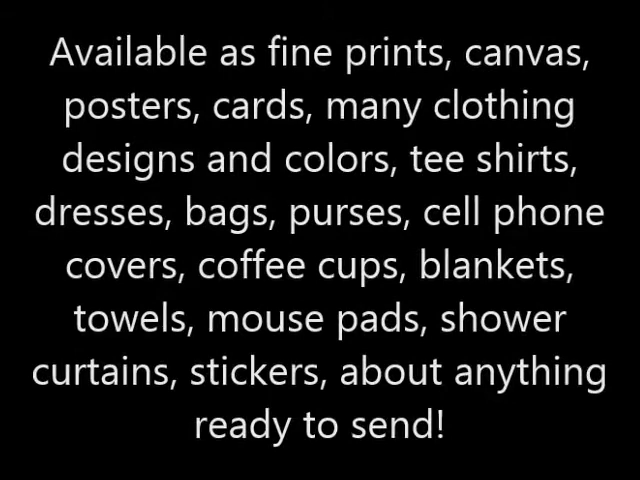 Available as fine prints, canvas,
posters, cards, many clothing
designs and colors, tee shirts,
dresses, bags, purses, cell phone
covers, coffee cups, blankets,
towels, mouse pads, shower
curtains, stickers, about anything
ready to send!